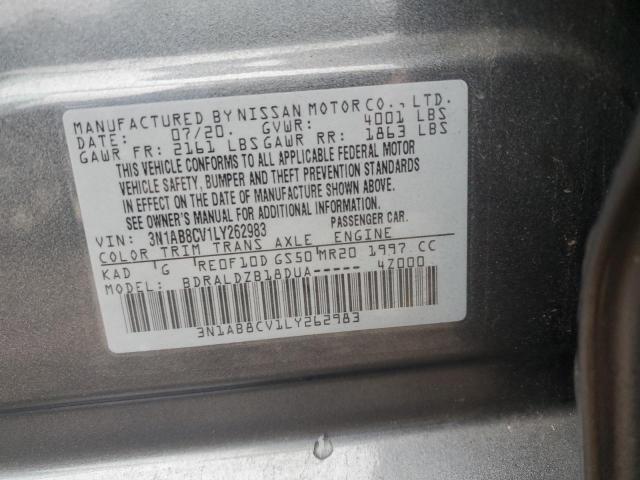 MANUFACTURED BY NISSAN MOTOR CO., LTD.
DATE: 07/20. GVWR: 4001 LBS
GAWR FR: 2161 LBS GAWR RR: 1863 LBS
THIS VEHICLE CONFORMS TO ALL APPLICABLE FEDERAL MOTOR
VEHICLE SAFETY, BUMPER AND THEFT PREVENTION STANDARDS
IN EFFECT ON THE DATE OF MANUFACTURE SHOWN ABOVE.
SEE OWNER'S MANUAL FOR ADDITIONAL INFORMATION.
VIN: 3N1AB8CV1LY262983 PASSENGER CAR.
COLOR TRIM TRANS AXLE ENGINE
KAD G RE0F10D GS50 MR20 1997 CC
BDRALDZB18DUA----- 4Z000
3N1AB8CV1LY262983